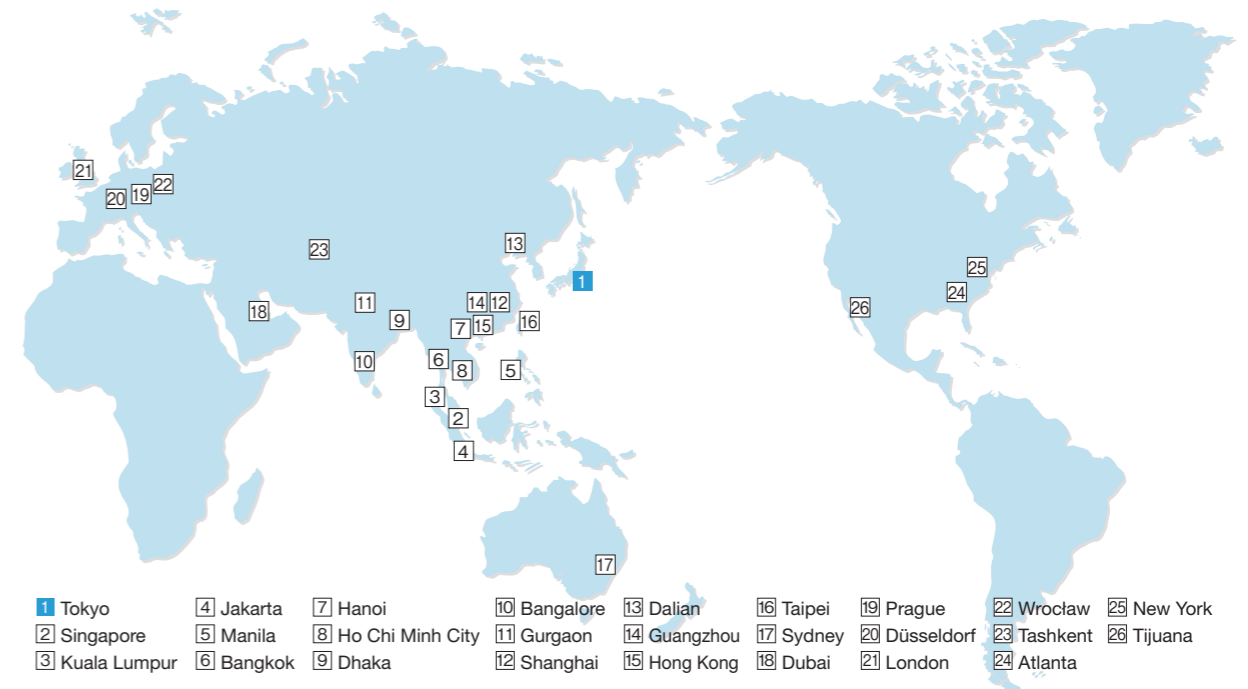 21
22
19
20
13
23
25
1
24
14 12
11
26
18
9
16
15
7
6
10
8
5
3
2
4
17
1 Tokyo
2 Singapore
3 Kuala Lumpur
4 Jakarta
5 Manila
6 Bangkok
7 Hanoi
8 Ho Chi Minh City
9 Dhaka
10 Bangalore
11 Gurgaon
12 Shanghai
13 Dalian
14 Guangzhou
15 Hong Kong
16 Taipei
17 Sydney
18 Dubai
19 Prague
20 Düsseldorf
21 London
22 Wrocław
23 Tashkent
24 Atlanta
25 New York
26 Tijuana